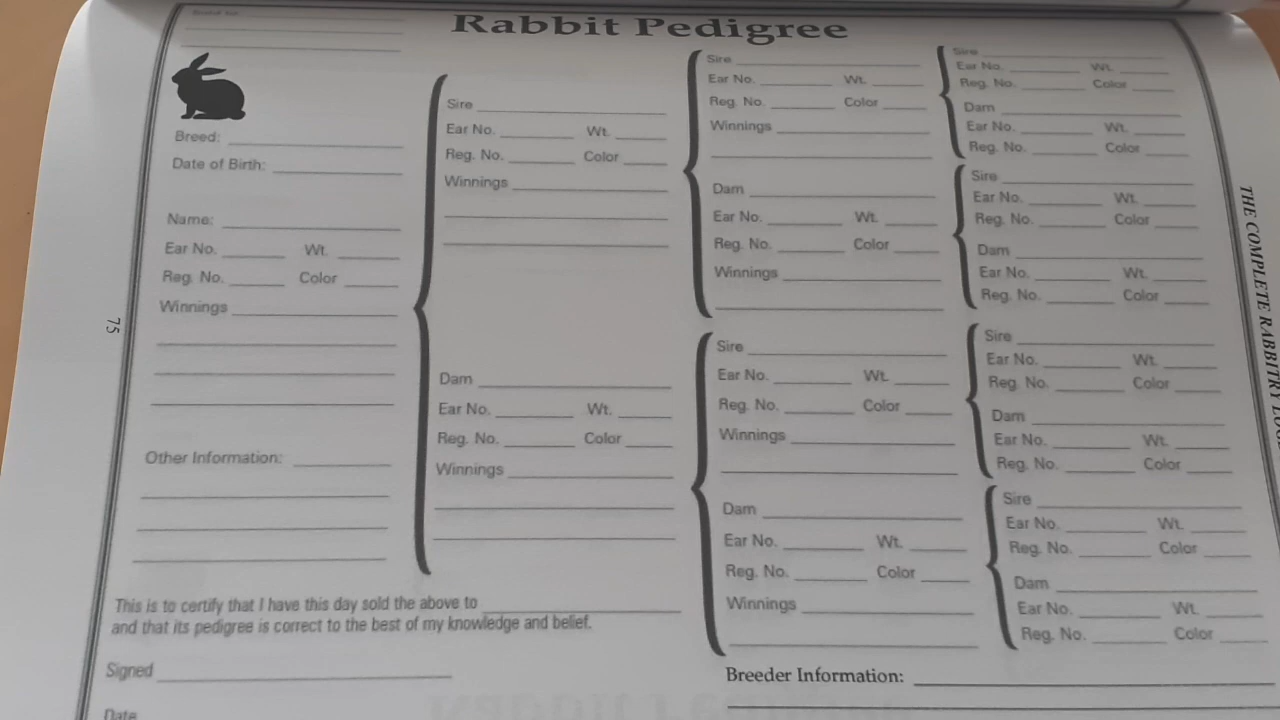 Rabbit Pedigree
Breed:
Date of Birth:
Name:
Ear No. Wt.
Reg. No. Color
Winnings
Other Information:
This is to certify that I have this day sold the above to
and that its pedigree is correct to the best of my knowledge and belief.
Signed
Date
Sire
Ear No. Wt.
Reg. No. Color
Winnings
Dam
Ear No. Wt.
Reg. No. Color
Winnings
Sire
Ear No. Wt.
Reg. No. Color
Winnings
Dam
Ear No. Wt.
Reg. No. Color
Winnings
Sire
Ear No. Wt.
Reg. No. Color
Winnings
Dam
Ear No. Wt.
Reg. No. Color
Winnings
Sire
Ear No. Wt.
Reg. No. Color
Dam
Ear No. Wt.
Reg. No. Color
Sire
Ear No. Wt.
Reg. No. Color
Dam
Ear No. Wt.
Reg. No. Color
Sire
Ear No. Wt.
Reg. No. Color
Dam
Ear No. Wt.
Reg. No. Color
Sire
Ear No. Wt.
Reg. No. Color
Dam
Ear No. Wt.
Reg. No. Color
Breeder Information:
75
THE COMPLETE RABBITRY